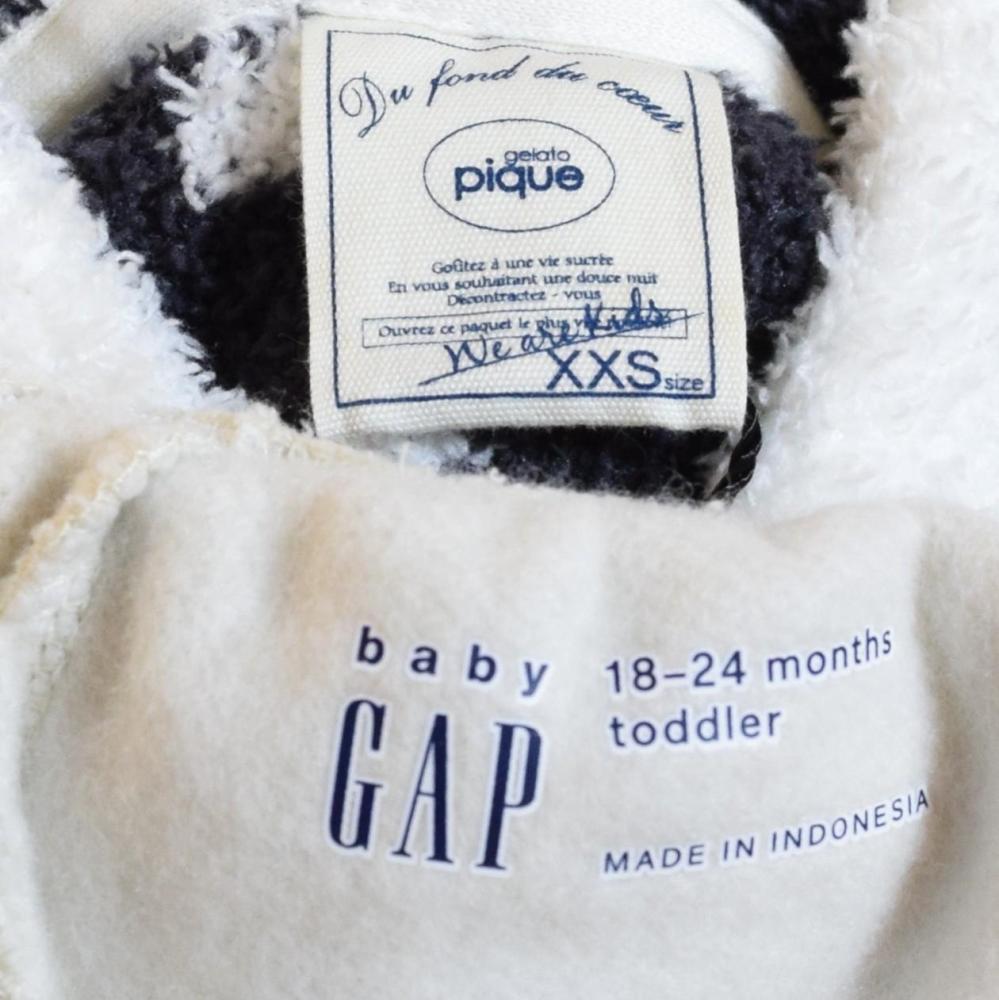 Du fond du cœur
gelato
pique
Goûtez à une vie sucrée
En vous souhaitant une douce nuit
Décontractez - vous
Ouvrez ce paquet le plus
We are Kids
XXS size
baby
GAP
18-24 months
toddler
MADE IN INDONESIA